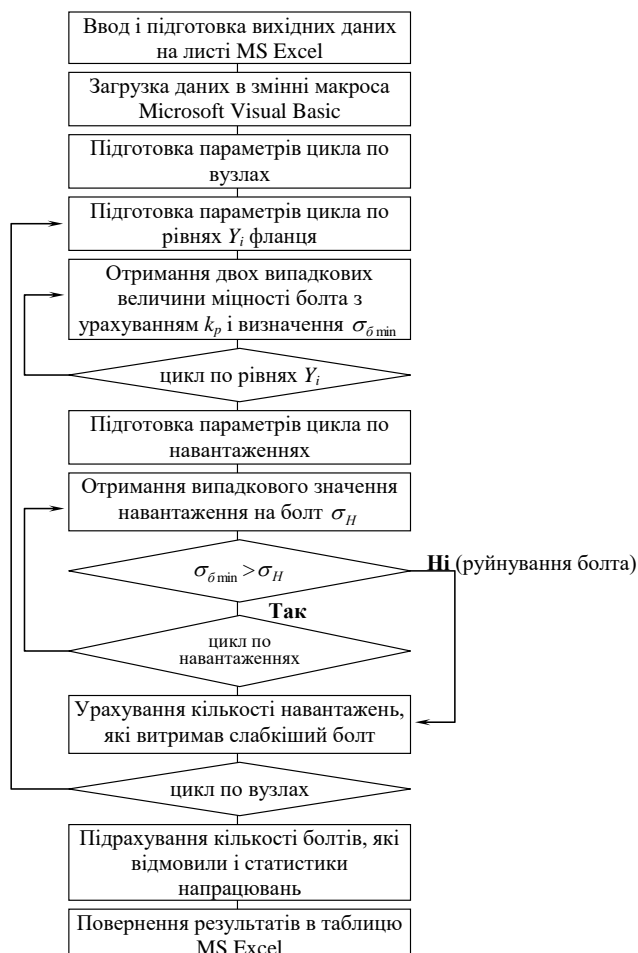 Ввод і підготовка вихідних даних
на листі MS Excel
Загрузка даних в змінні макроса
Microsoft Visual Basic
Підготовка параметрів цикла по
вузлах
Підготовка параметрів цикла по
рівнях Yi фланця
Отримання двох випадкових
величини міцності болта з
урахуванням kp і визначення σб min
цикл по рівнях Yi
Підготовка параметрів цикла по
навантаженнях
Отримання випадкового значення
навантаження на болт σН
σб min > σН
Ні (руйнування болта)
Так
цикл по
навантаженнях
Урахування кількості навантажень,
які витримав слабкіший болт
цикл по вузлах
Підрахування кількості болтів, які
відмовили і статистики
напрацювань
Повернення результатів в таблицю
MS Excel